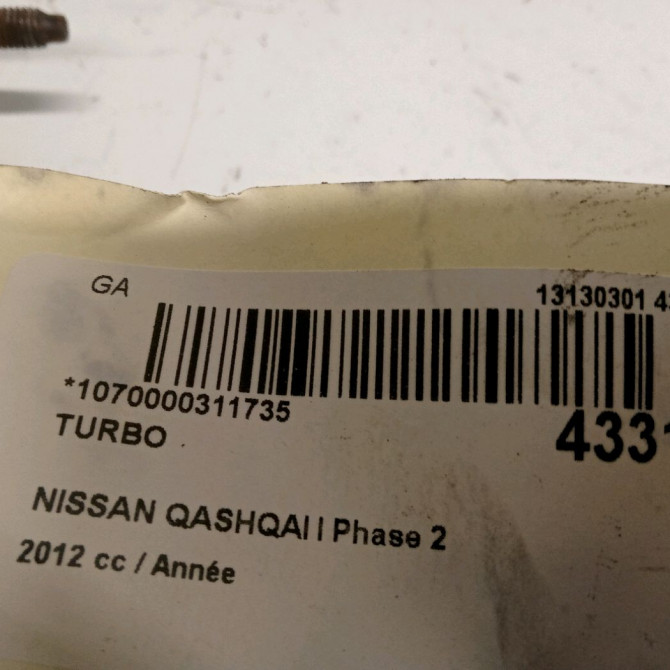 GA
13130301 4
*1070000311735
TURBO
4331
NISSAN QASHQAI I Phase 2
2012 cc / Année